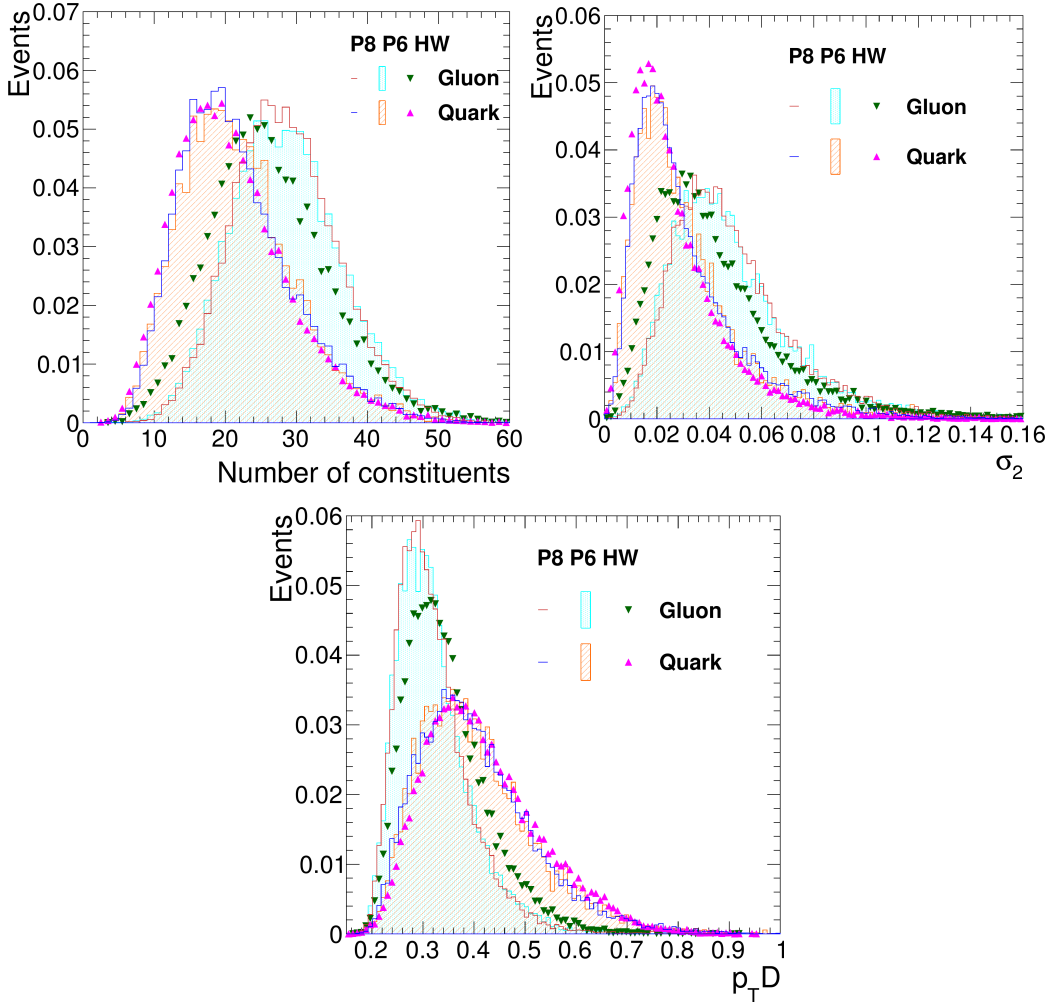 Events
0.07
0.06
0.05
0.04
0.03
0.02
0.01
0
0 10 20 30 40 50 60
Number of constituents
P8 P6 HW
Gluon
Quark
Events
0.06
0.05
0.04
0.03
0.02
0.01
0
0 0.02 0.04 0.06 0.08 0.1 0.12 0.14 0.16
σ2
P8 P6 HW
Gluon
Quark
Events
0.06
0.05
0.04
0.03
0.02
0.01
0
0.2 0.3 0.4 0.5 0.6 0.7 0.8 0.9 1
pTD
P8 P6 HW
Gluon
Quark